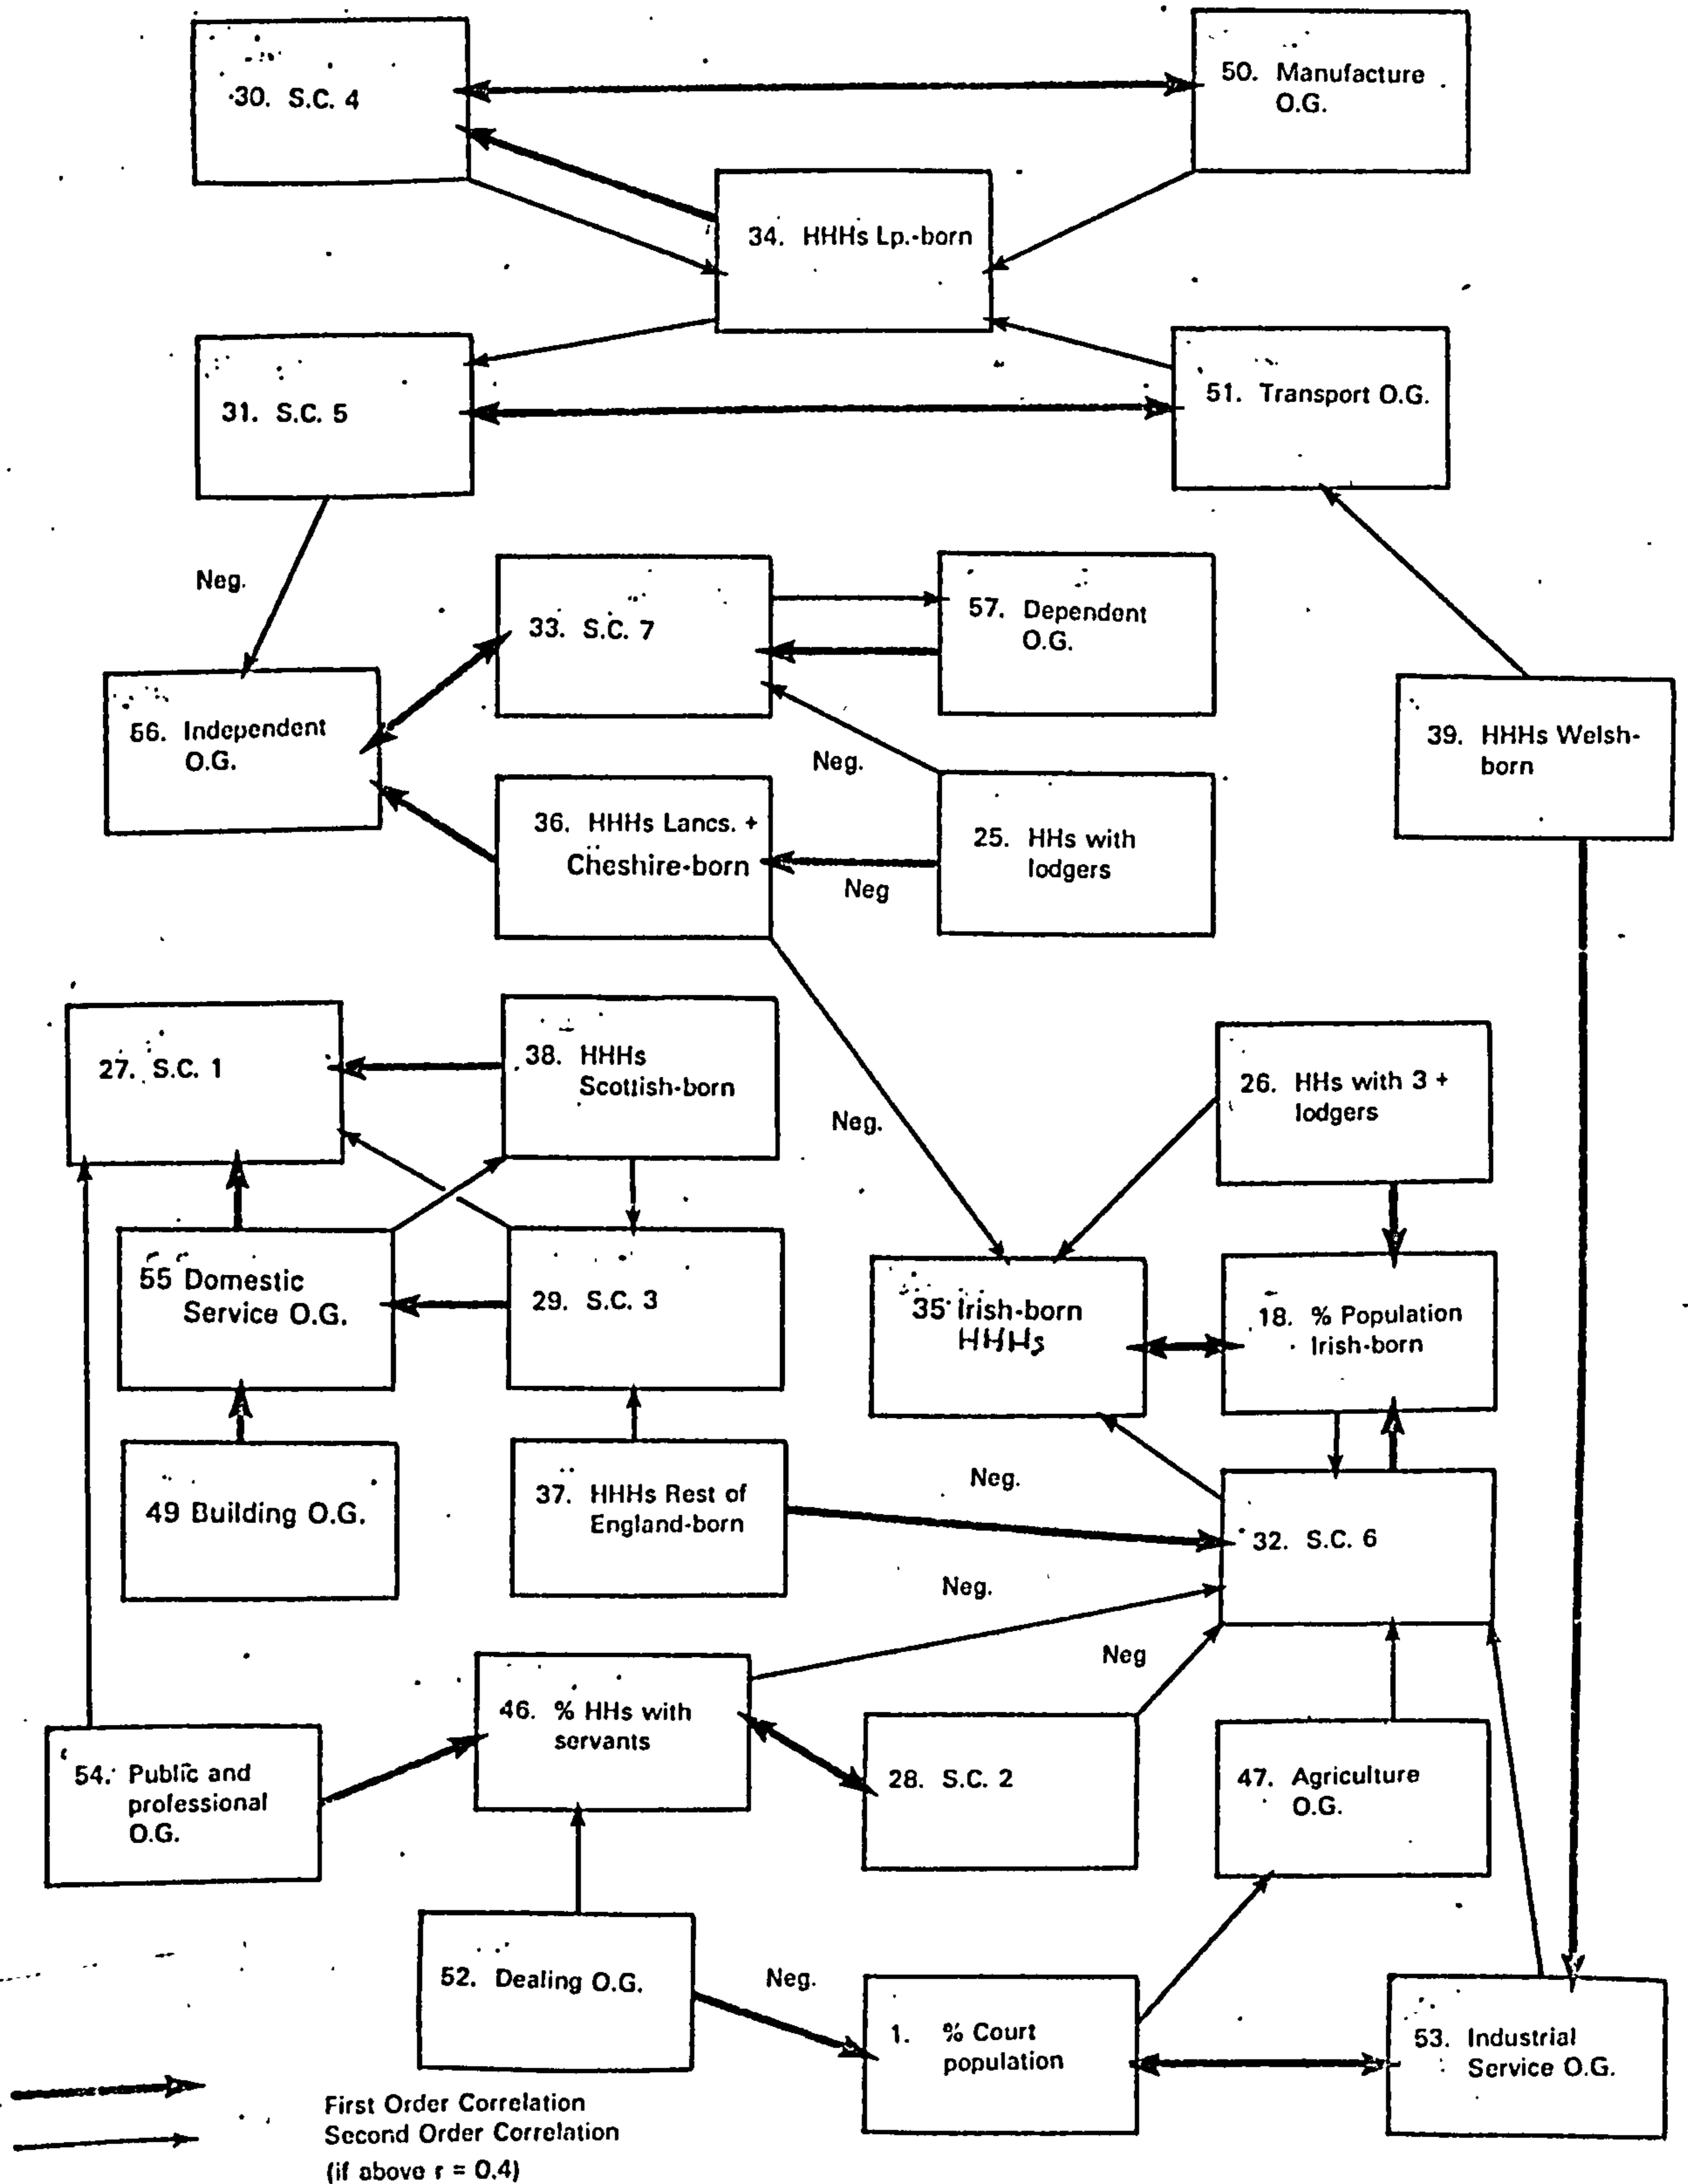 30. S.C. 4
50. Manufacture
O.G.
34. HHHs Lp.-born
31. S.C. 5
51. Transport O.G.
Neg.
33. S.C. 7
57. Dependent
O.G.
56. Independent
O.G.
Neg.
39. HHHs Welsh-
born
36. HHHs Lancs. +
Cheshire-born
Neg
25. HHs with
lodgers
27. S.C. 1
38. HHHs
Scottish-born
Neg.
26. HHs with 3 +
lodgers
55 Domestic
Service O.G.
29. S.C. 3
35 Irish-born
HHHs
18. % Population
Irish-born
49 Building O.G.
37. HHHs Rest of
England-born
Neg.
32. S.C. 6
Neg.
Neg
54. Public and
professional
O.G.
46. % HHs with
servants
28. S.C. 2
47. Agriculture
O.G.
52. Dealing O.G.
Neg.
1. % Court
population
53. Industrial
Service O.G.
First Order Correlation
Second Order Correlation
(if above r = 0.4)